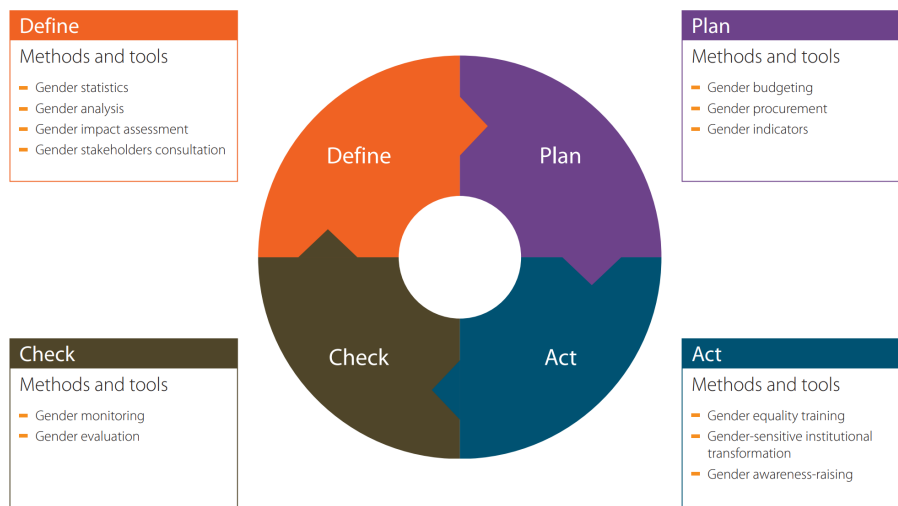 Define
Methods and tools
Gender statistics
Gender analysis
Gender impact assessment
Gender stakeholders consultation
Plan
Methods and tools
Gender budgeting
Gender procurement
Gender indicators
Define
Plan
Check
Act
Check
Methods and tools
Gender monitoring
Gender evaluation
Act
Methods and tools
Gender equality training
Gender-sensitive institutional
transformation
Gender awareness-raising